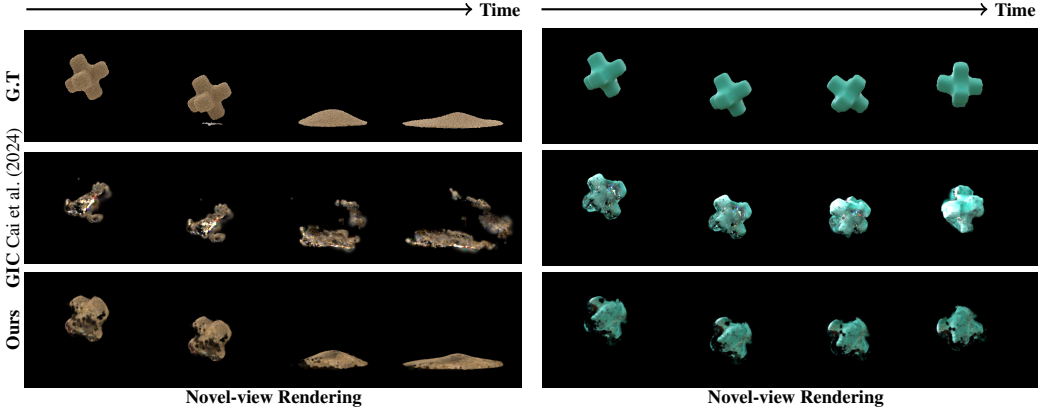 Time
Time
G.T
GIC Cai et al. (2024)
Ours
Novel-view Rendering
Novel-view Rendering